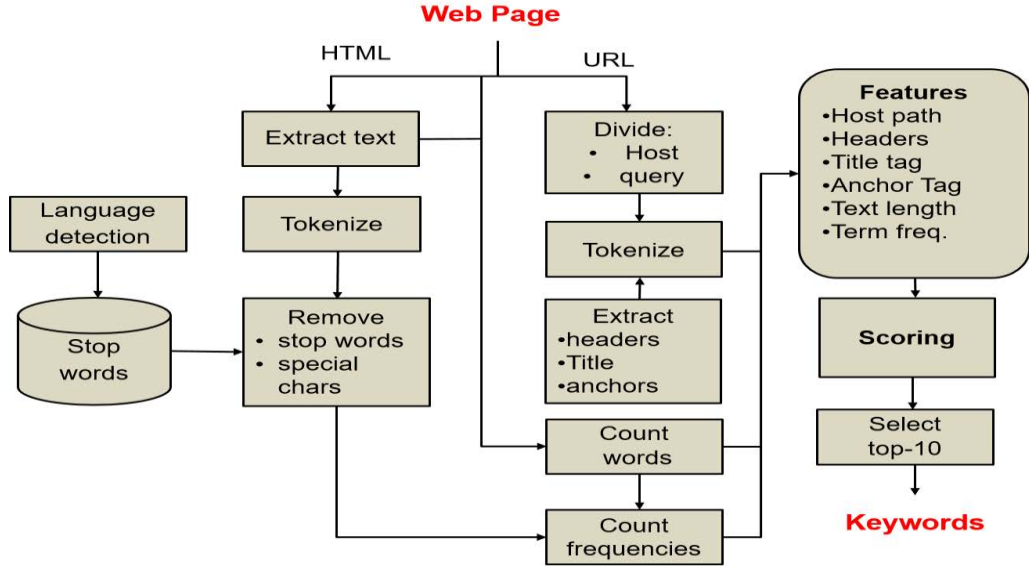 Web Page
HTML
URL
Extract text
Tokenize
Language
detection
Stop
words
Remove
• stop words
• special
chars
Divide:
• Host
• query
Tokenize
Extract
•headers
•Title
•anchors
Count
words
Count
frequencies
Features
•Host path
•Headers
•Title tag
•Anchor Tag
•Text length
•Term freq.
Scoring
Select
top-10
Keywords